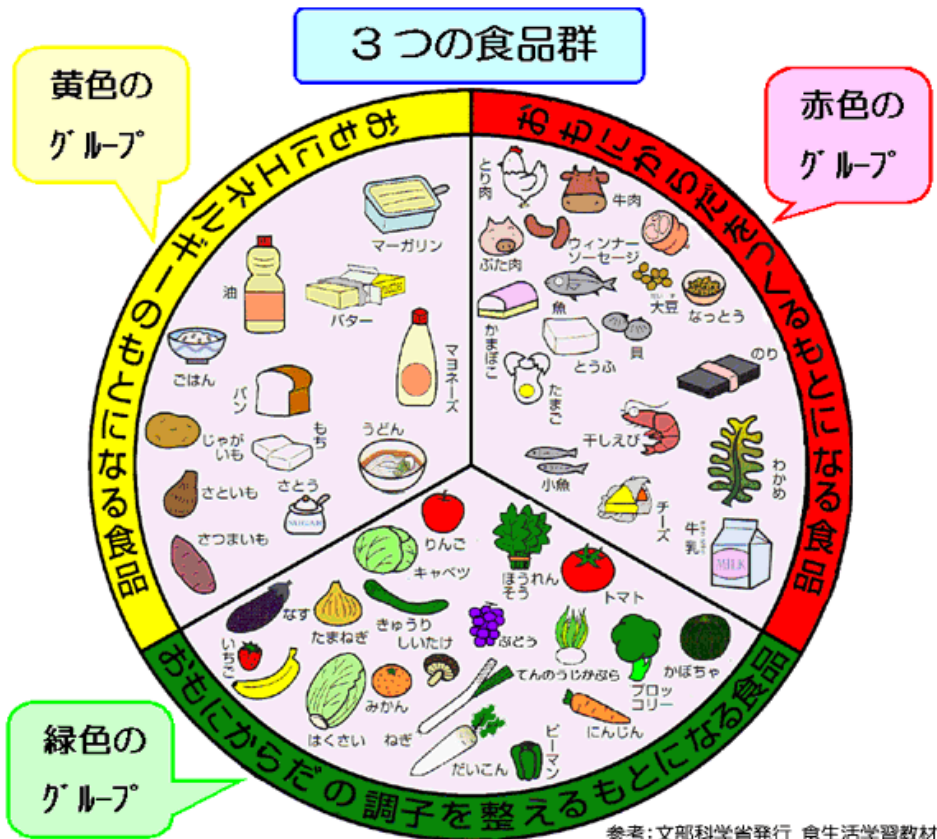 3つの食品群
黄色の
グループ
赤色の
グループ
おもにエネルギーのもとになる食品
おもにからだをつくるもとになる食品
マーガリン
油
バター
マヨネーズ
ごはん
パン
じゃが
いも
もち
うどん
さといも
さとう
SUGAR
さつまいも
とり肉
牛肉
ぶた肉
ウィンナー
ソーセージ
魚
だいず
大豆
なっとう
かまぼこ
とうふ
貝
のり
たまご
干しえび
わかめ
小魚
チーズ
牛乳
MILK
りんご
キャベツ
ほうれん
そう
トマト
なす
たまねぎ
きゅうり
しいたけ
ぶどう
いちご
てんのうじかぶら
かぼちゃ
ブロッ
コリー
みかん
はくさい
ねぎ
にんじん
だいこん
ピーマン
緑色の
グループ
おもにからだの調子を整えるもとになる食品
参考:文部科学省発行 食生活学習教材